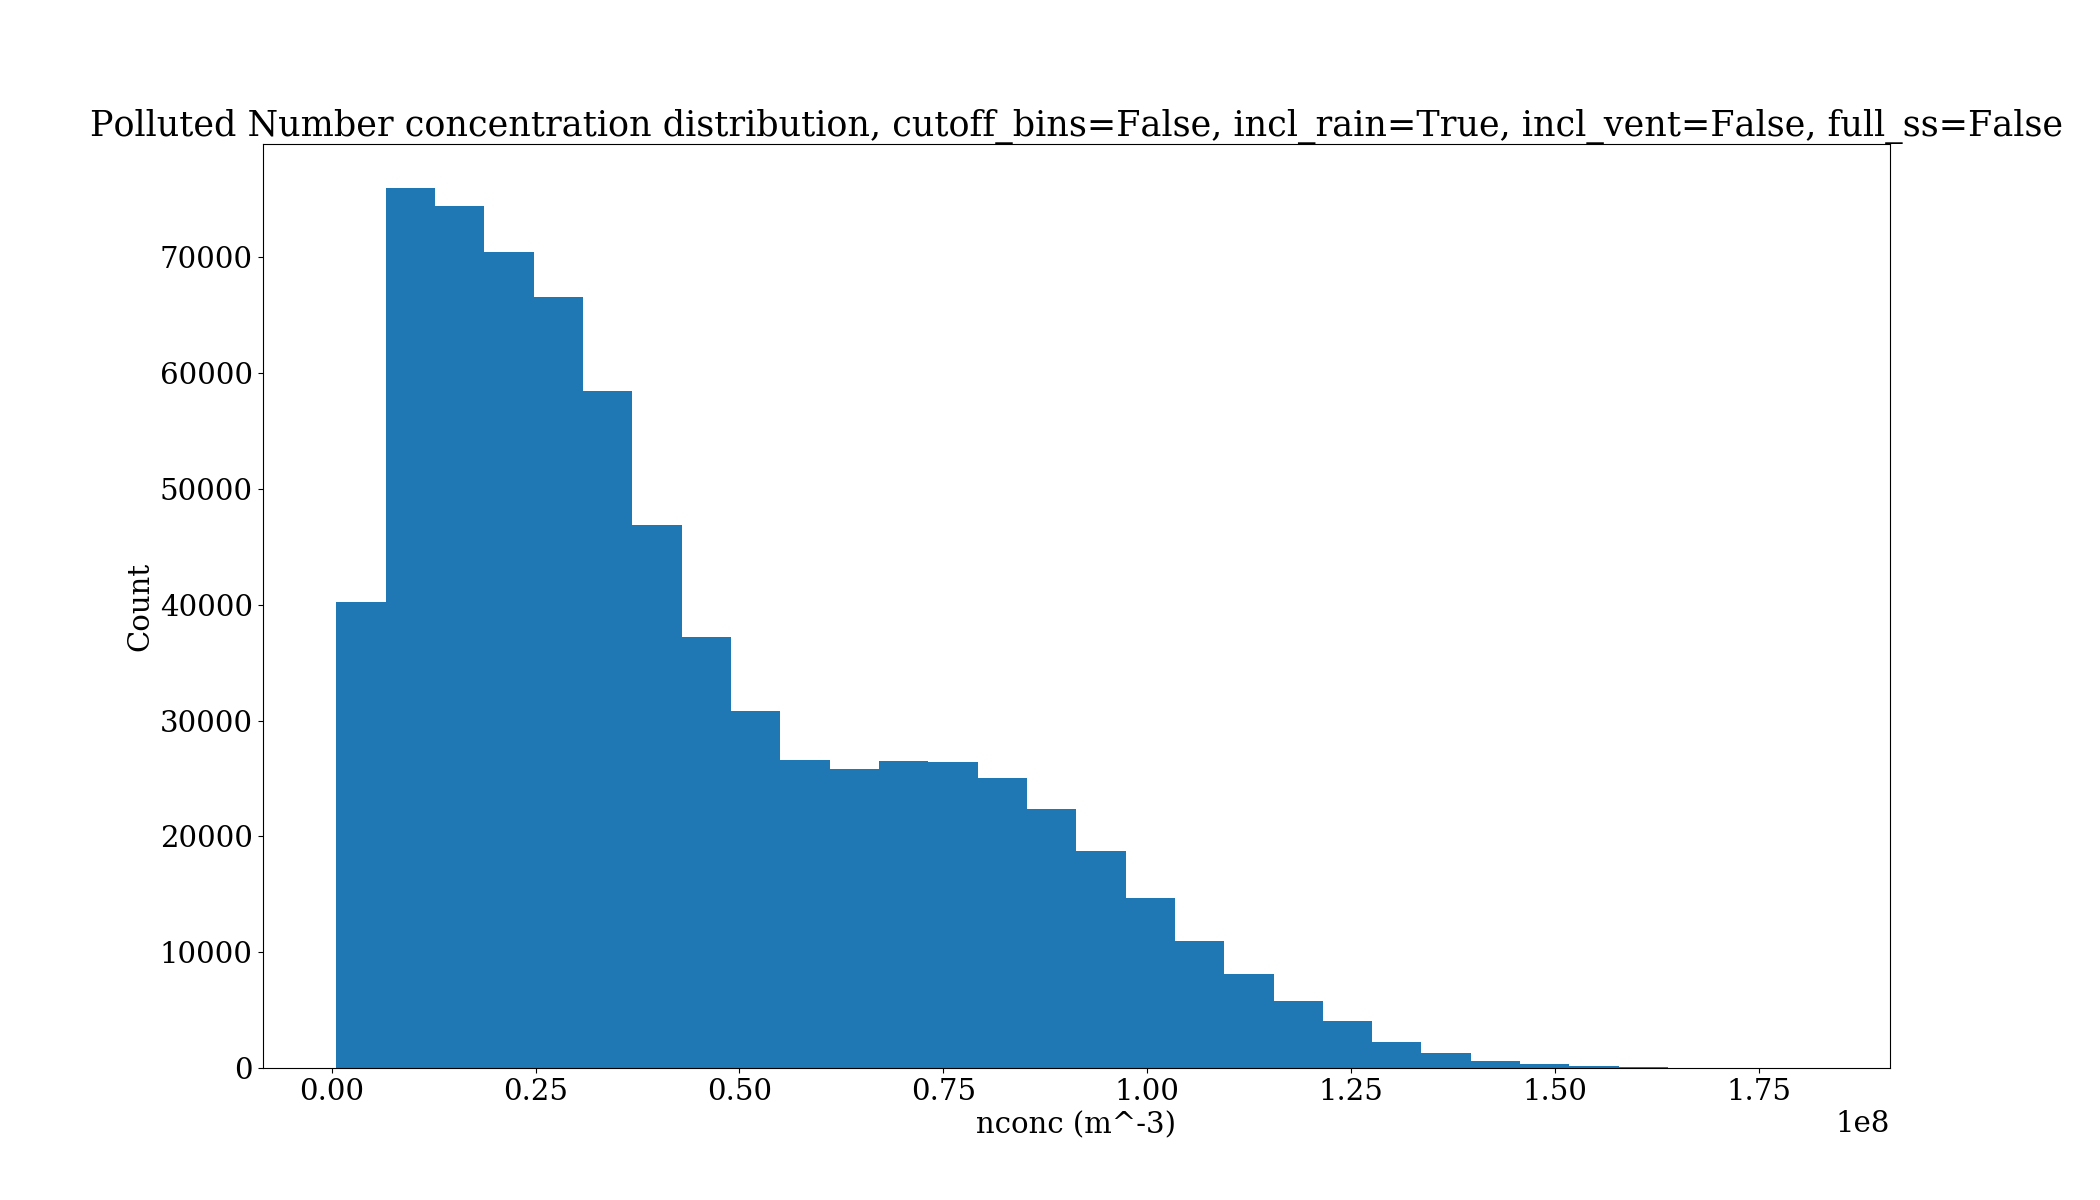 Polluted Number concentration distribution, cutoff_bins=False, incl_rain=True, incl_vent=False, full_ss=False
70000
60000
50000
40000
30000
20000
10000
0
Count
0.00 0.25 0.50 0.75 1.00 1.25 1.50 1.75
nconc (m^-3)
1e8